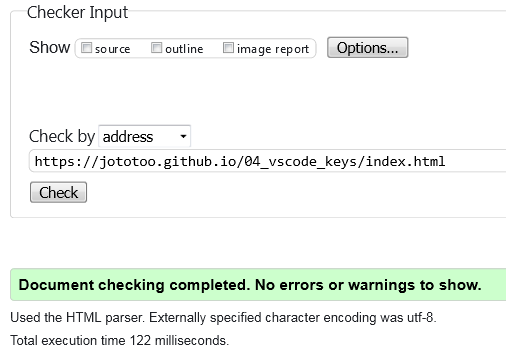 Checker Input
Show source outline image report Options...
Check by address
https://jototoo.github.io/04_vscode_keys/index.html
Check
Document checking completed. No errors or warnings to show.
Used the HTML parser. Externally specified character encoding was utf-8.
Total execution time 122 milliseconds.